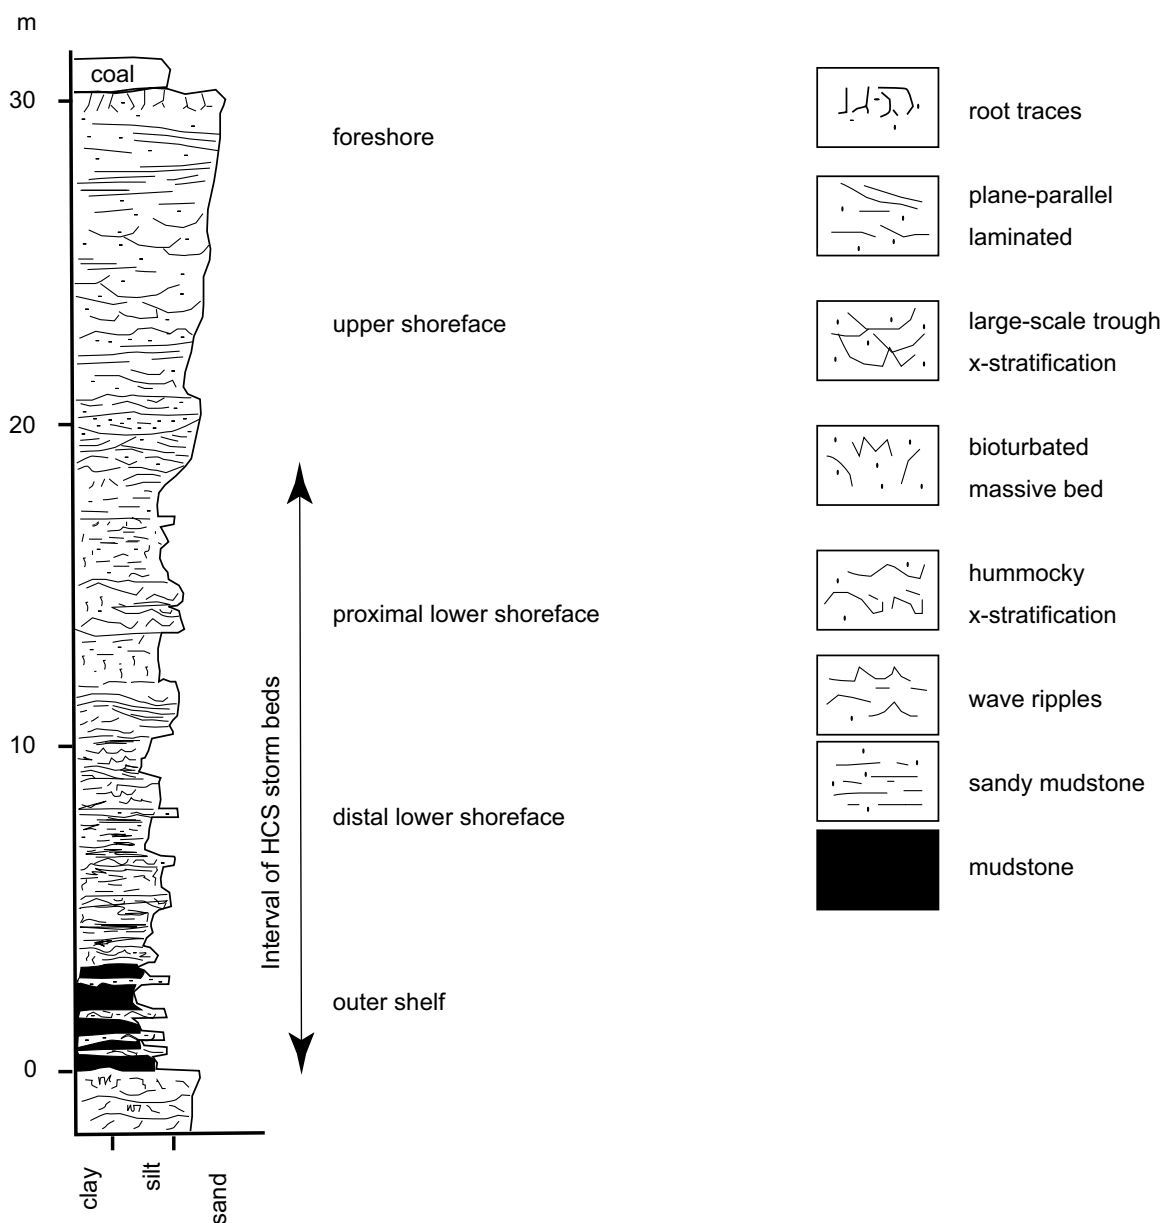 m
coal
30
foreshore
upper shoreface
20
proximal lower shoreface
Interval of HCS storm beds
10
distal lower shoreface
outer shelf
0
clay
silt
sand
root traces
plane-parallel
laminated
large-scale trough
x-stratification
bioturbated
massive bed
hummocky
x-stratification
wave ripples
sandy mudstone
mudstone